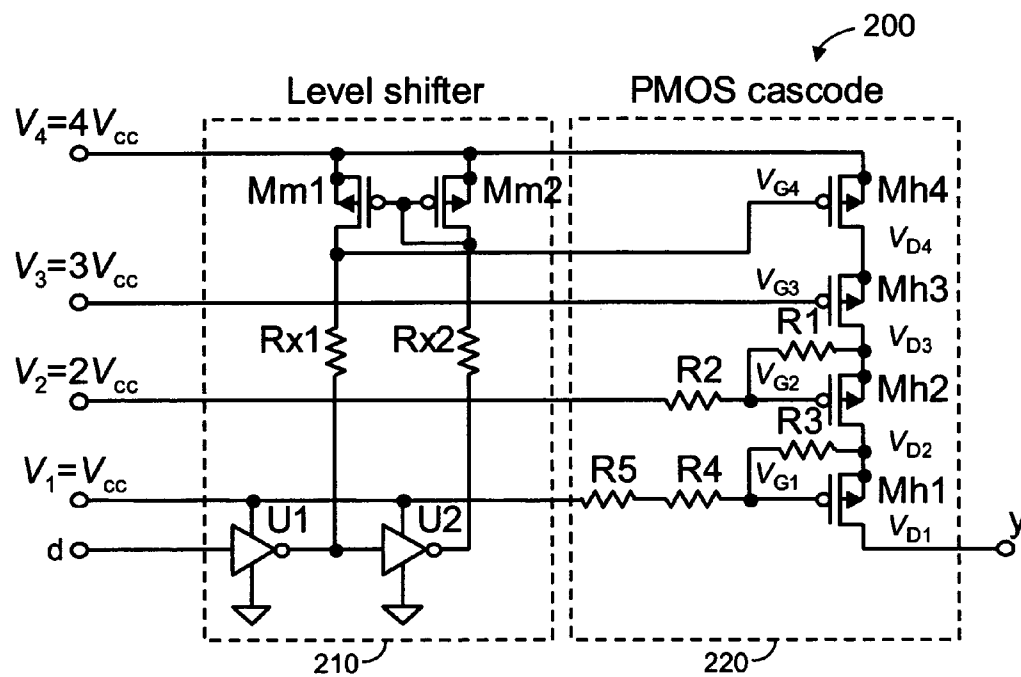 200
Level shifter
PMOS cascode
V4=4Vcc
Mm1
Mm2
VG4
Mh4
VD4
V3=3Vcc
VG3
Mh3
Rx1
Rx2
R1
VD3
V2=2Vcc
R2
VG2
Mh2
R3
VD2
V1=Vcc
R5
R4
VG1
Mh1
U1
U2
VD1
d
y
210
220